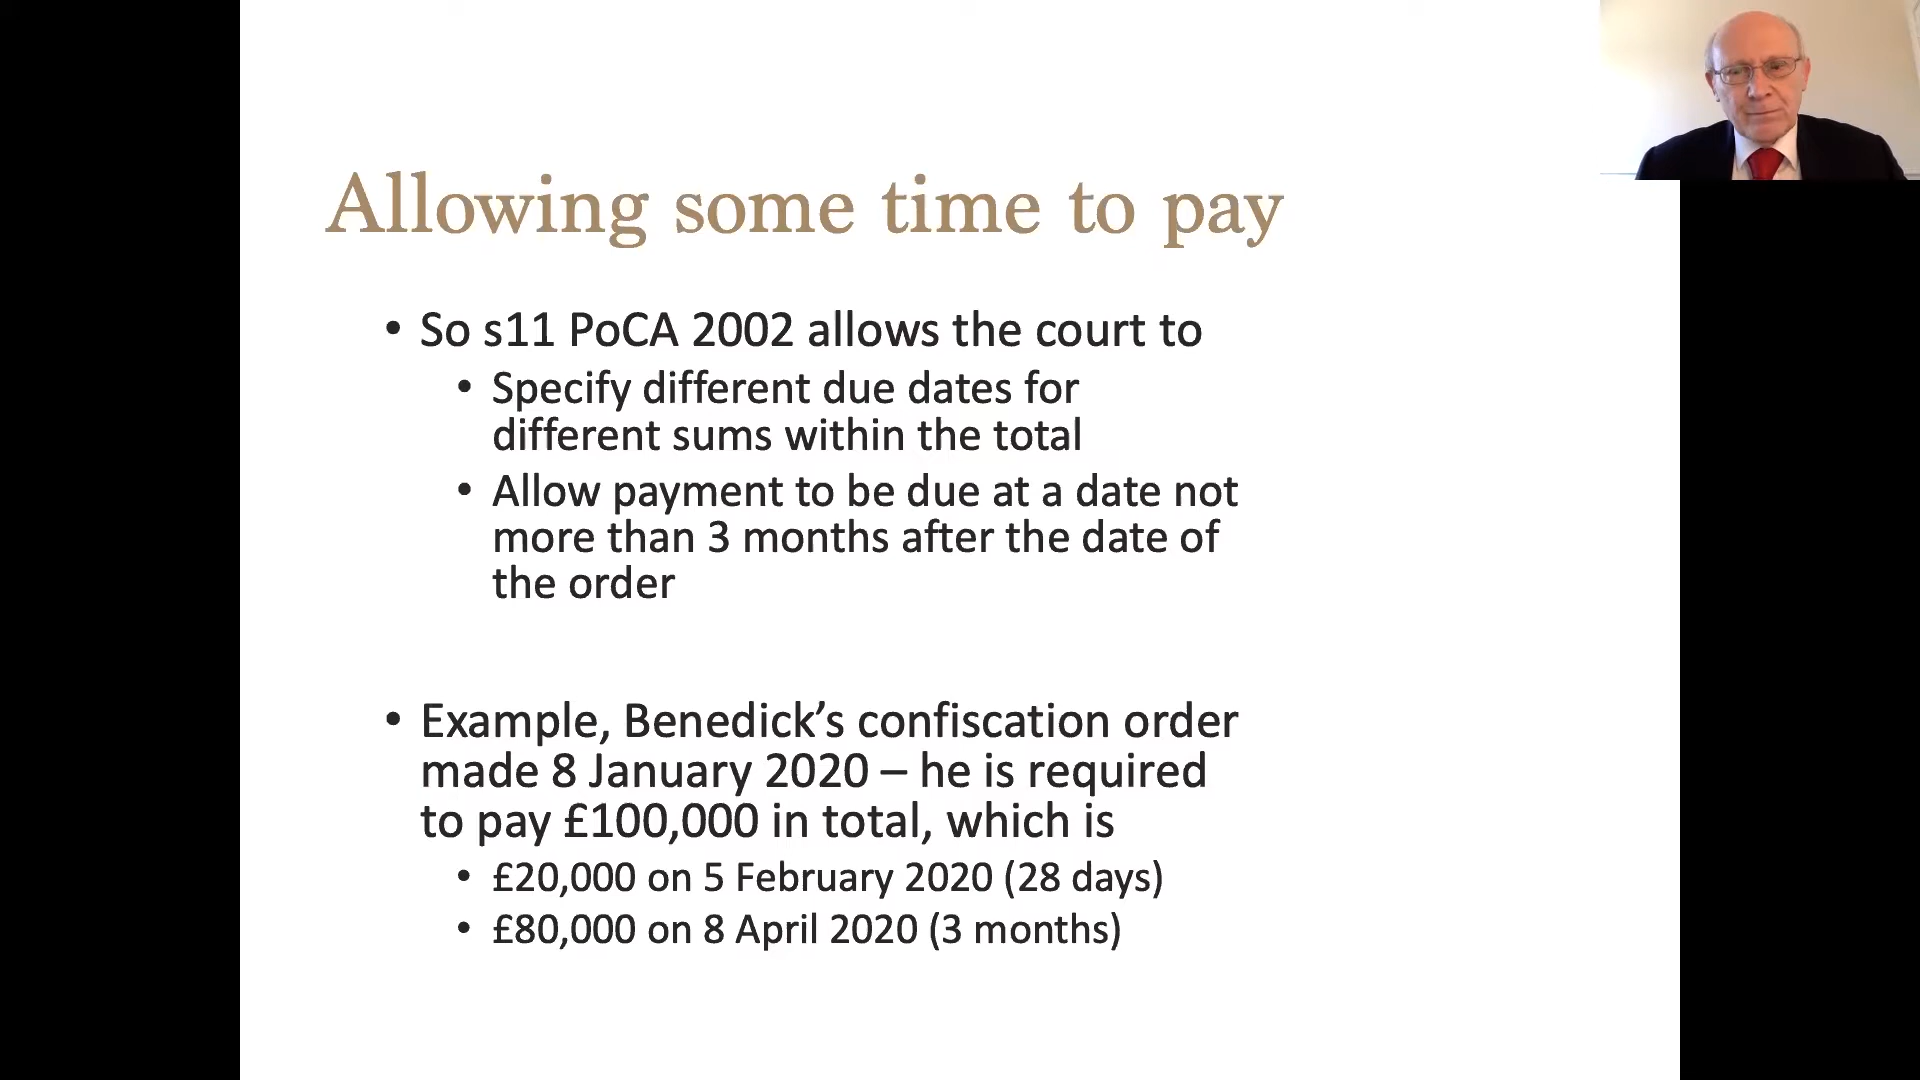 Allowing some time to pay
• So s11 PoCA 2002 allows the court to
• Specify different due dates for
different sums within the total
• Allow payment to be due at a date not
more than 3 months after the date of
the order
• Example, Benedick’s confiscation order
made 8 January 2020 – he is required
to pay £100,000 in total, which is
• £20,000 on 5 February 2020 (28 days)
• £80,000 on 8 April 2020 (3 months)